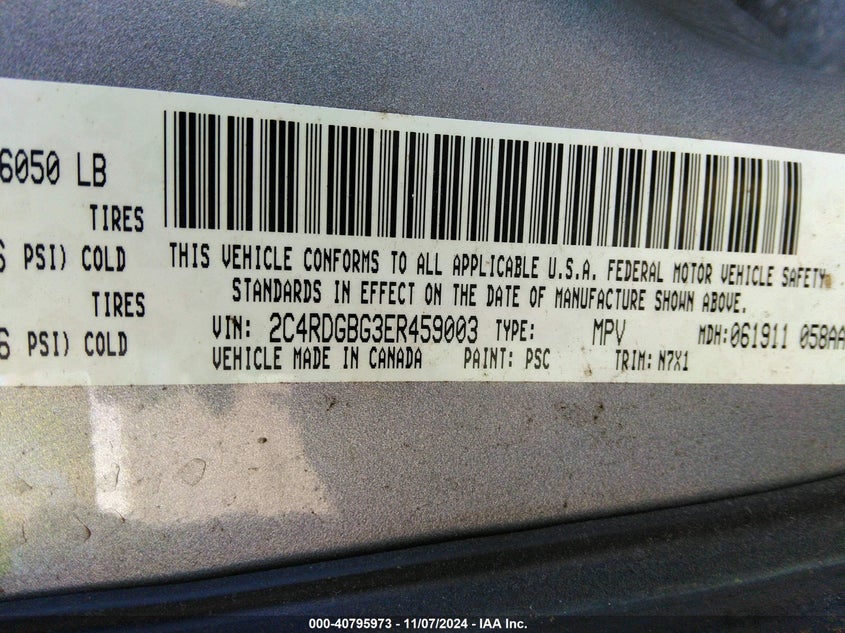 6050 LB
TIRES
PSI) COLD
TIRES
PSI) COLD
THIS VEHICLE CONFORMS TO ALL APPLICABLE U.S.A. FEDERAL MOTOR VEHICLE SAFETY
STANDARDS IN EFFECT ON THE DATE OF MANUFACTURE SHOWN ABOVE.
VIN: 2C4RDGBG3ER459003 TYPE: MPV MDH:061911 058AA
VEHICLE MADE IN CANADA PAINT: PSC TRIM: N7X1
000-40795973 - 11/07/2024 - IAA Inc.